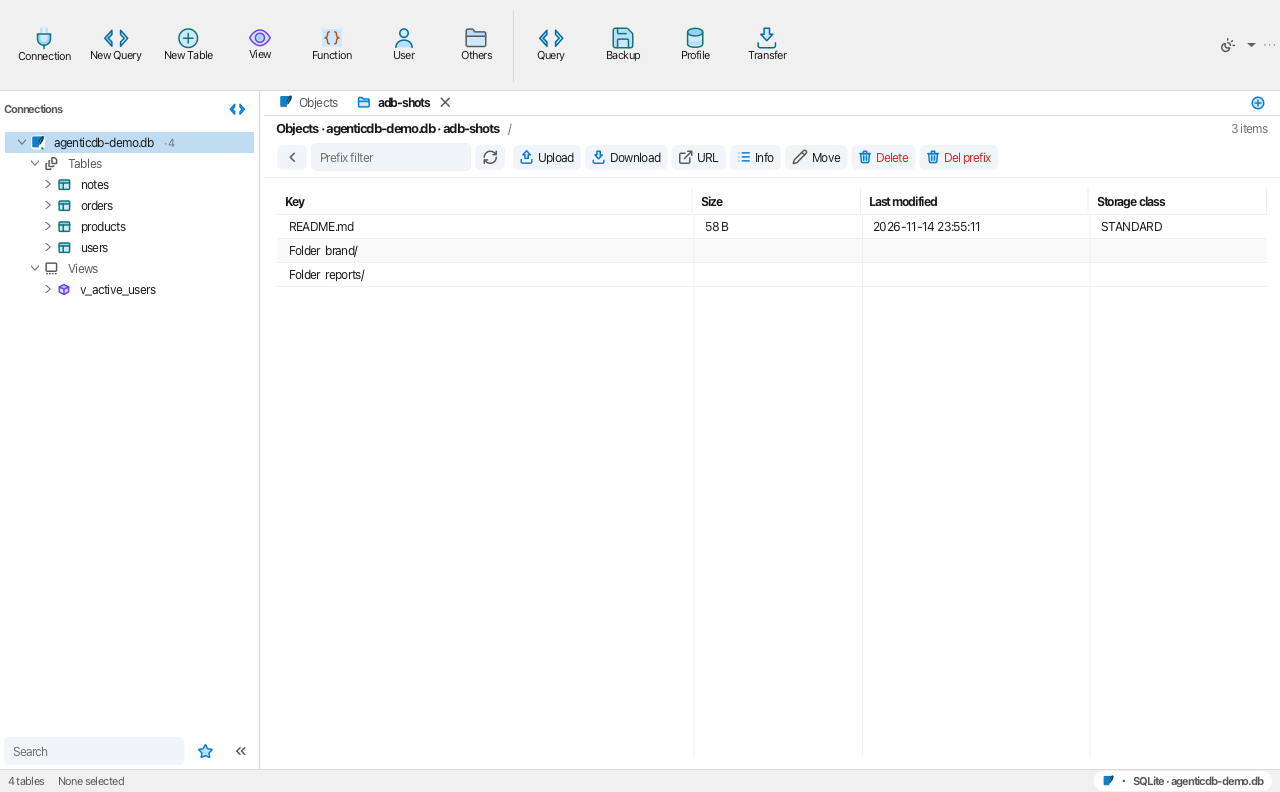 Connection
New Query
New Table
View
Function
User
Others
Query
Backup
Profile
Transfer
Connections
agenticdb-demo.db · 4
Tables
notes
orders
products
users
Views
v_active_users
Search
Objects
adb-shots
Objects · agenticdb-demo.db · adb-shots /
3 items
Prefix filter
Upload
Download
URL
Info
Move
Delete
Del prefix
Key Size Last modified Storage class
README.md 58 B 2026-11-14 23:55:11 STANDARD
Folder brand/
Folder reports/
4 tables None selected
· SQLite · agenticdb-demo.db